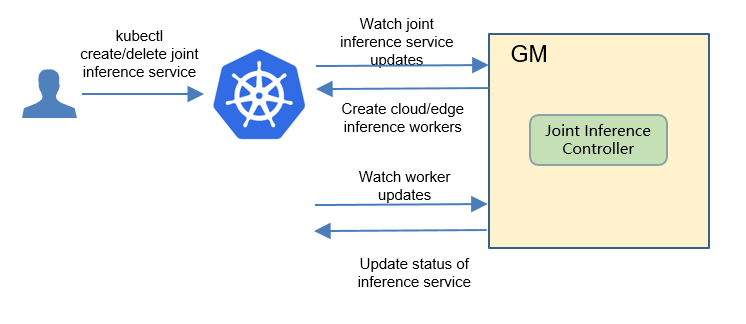 kubectl
create/delete joint
inference service
Watch joint
inference service
updates
Create cloud/edge
inference workers
Watch worker
updates
Update status of
inference service
GM
Joint Inference
Controller